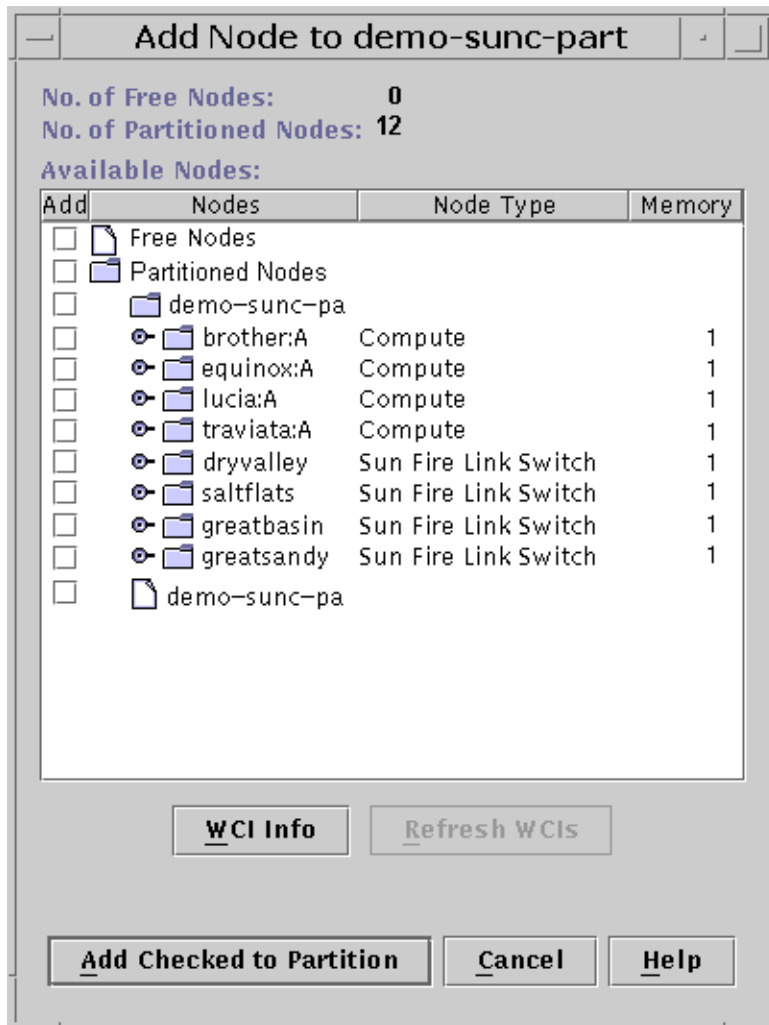 Add Node to demo-sunc-part
No. of Free Nodes: 0
No. of Partitioned Nodes: 12
Available Nodes:
Add Nodes Node Type Memory
Free Nodes
Partitioned Nodes
demo-sunc-pa
brother:A Compute 1
equinox:A Compute 1
lucia:A Compute 1
traviata:A Compute 1
dryvalley Sun Fire Link Switch 1
saltflats Sun Fire Link Switch 1
greatbasin Sun Fire Link Switch 1
greatsandy Sun Fire Link Switch 1
demo-sunc-pa
WCI Info Refresh WCIs
Add Checked to Partition Cancel Help